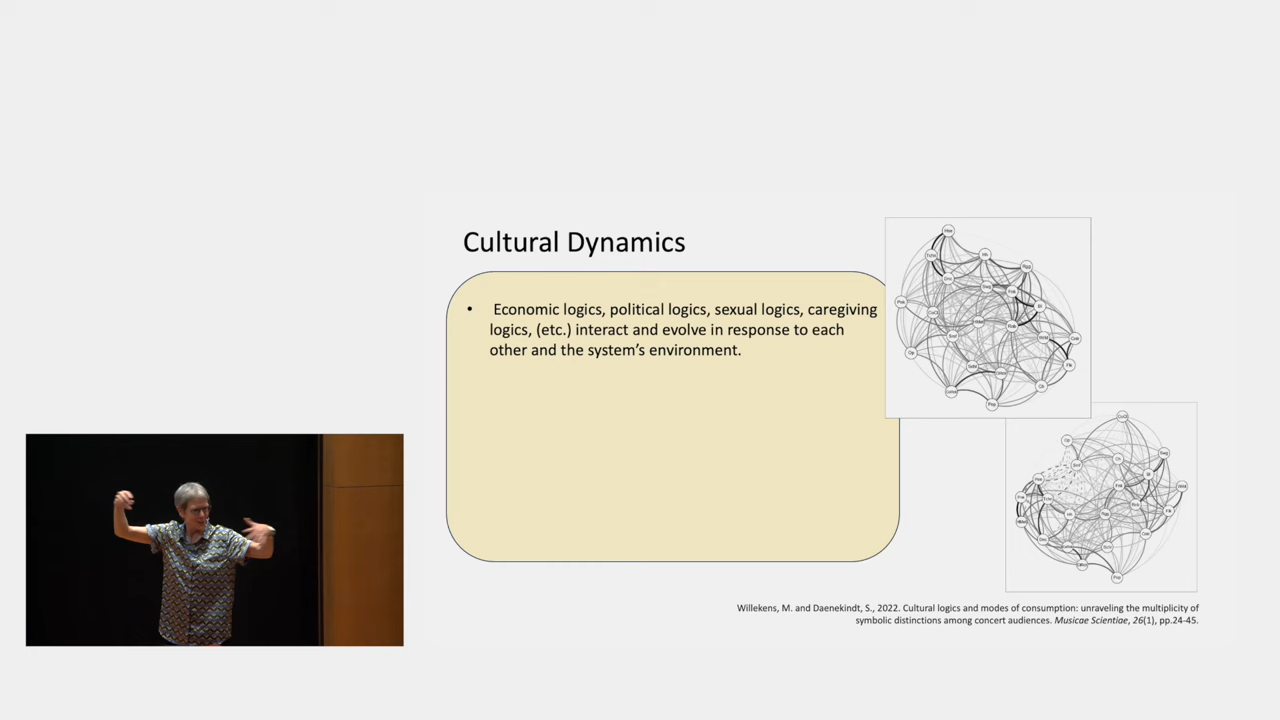 Cultural Dynamics
• Economic logics, political logics, sexual logics, caregiving
logics, (etc.) interact and evolve in response to each
other and the system's environment.
Willekens, M. and Daenekindt, S., 2022. Cultural logics and modes of consumption: unraveling the multiplicity of
symbolic distinctions among concert audiences. Musicae Scientiae, 26(1), pp.24-45.